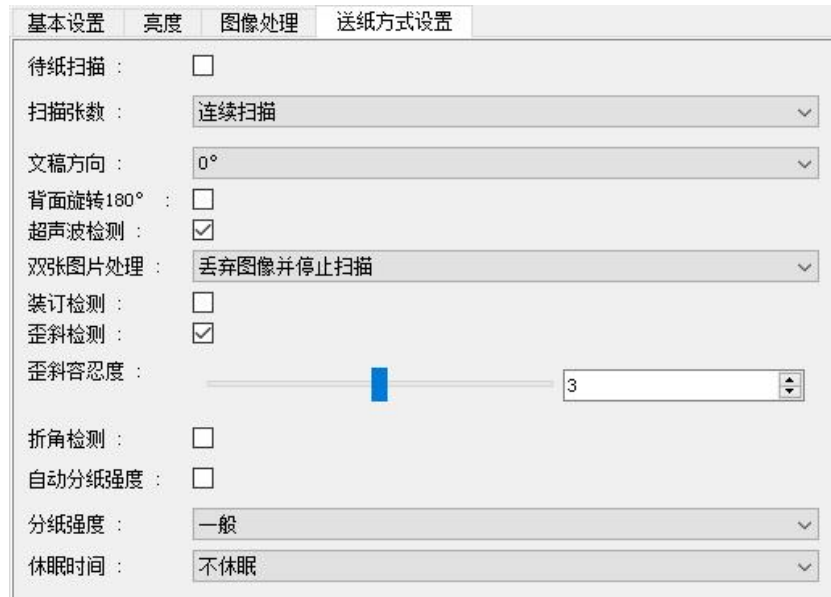 基本设置 亮度 图像处理 送纸方式设置
待纸扫描 :
扫描张数 : 连续扫描
文稿方向 : 0°
背面旋转180° :
超声波检测 :
双张图片处理 : 丢弃图像并停止扫描
装订检测 :
歪斜检测 :
歪斜容忍度 : 3
折角检测 :
自动分纸强度 :
分纸强度 : 一般
休眠时间 : 不休眠